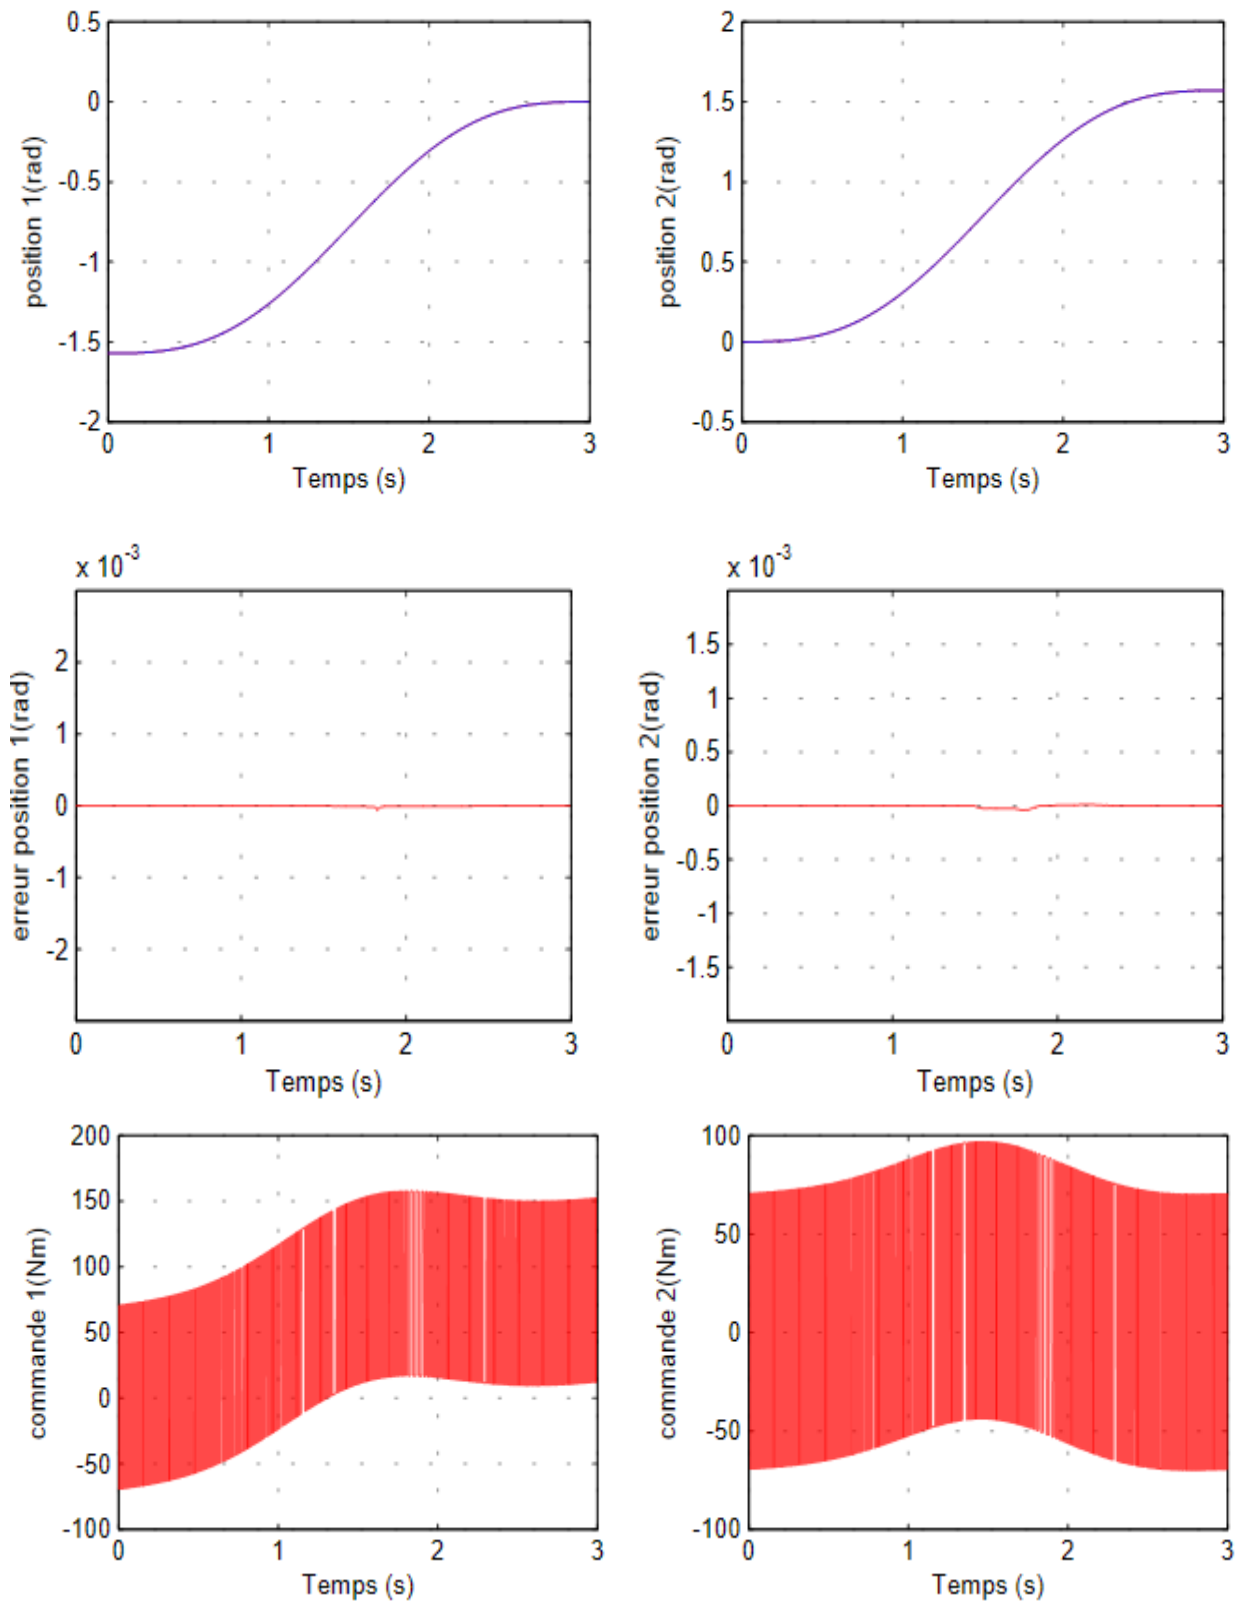 0.5
0
-0.5
-1
-1.5
-2
0 1 2 3
position 1(rad)
Temps (s)
2
1.5
1
0.5
0
-0.5
0 1 2 3
position 2(rad)
Temps (s)
x 10-3
2
1
0
-1
-2
0 1 2 3
erreur position 1(rad)
Temps (s)
x 10-3
1.5
1
0.5
0
-0.5
-1
-1.5
0 1 2 3
erreur position 2(rad)
Temps (s)
200
150
100
50
0
-50
-100
0 1 2 3
commande 1(Nm)
Temps (s)
100
50
0
-50
-100
0 1 2 3
commande 2(Nm)
Temps (s)